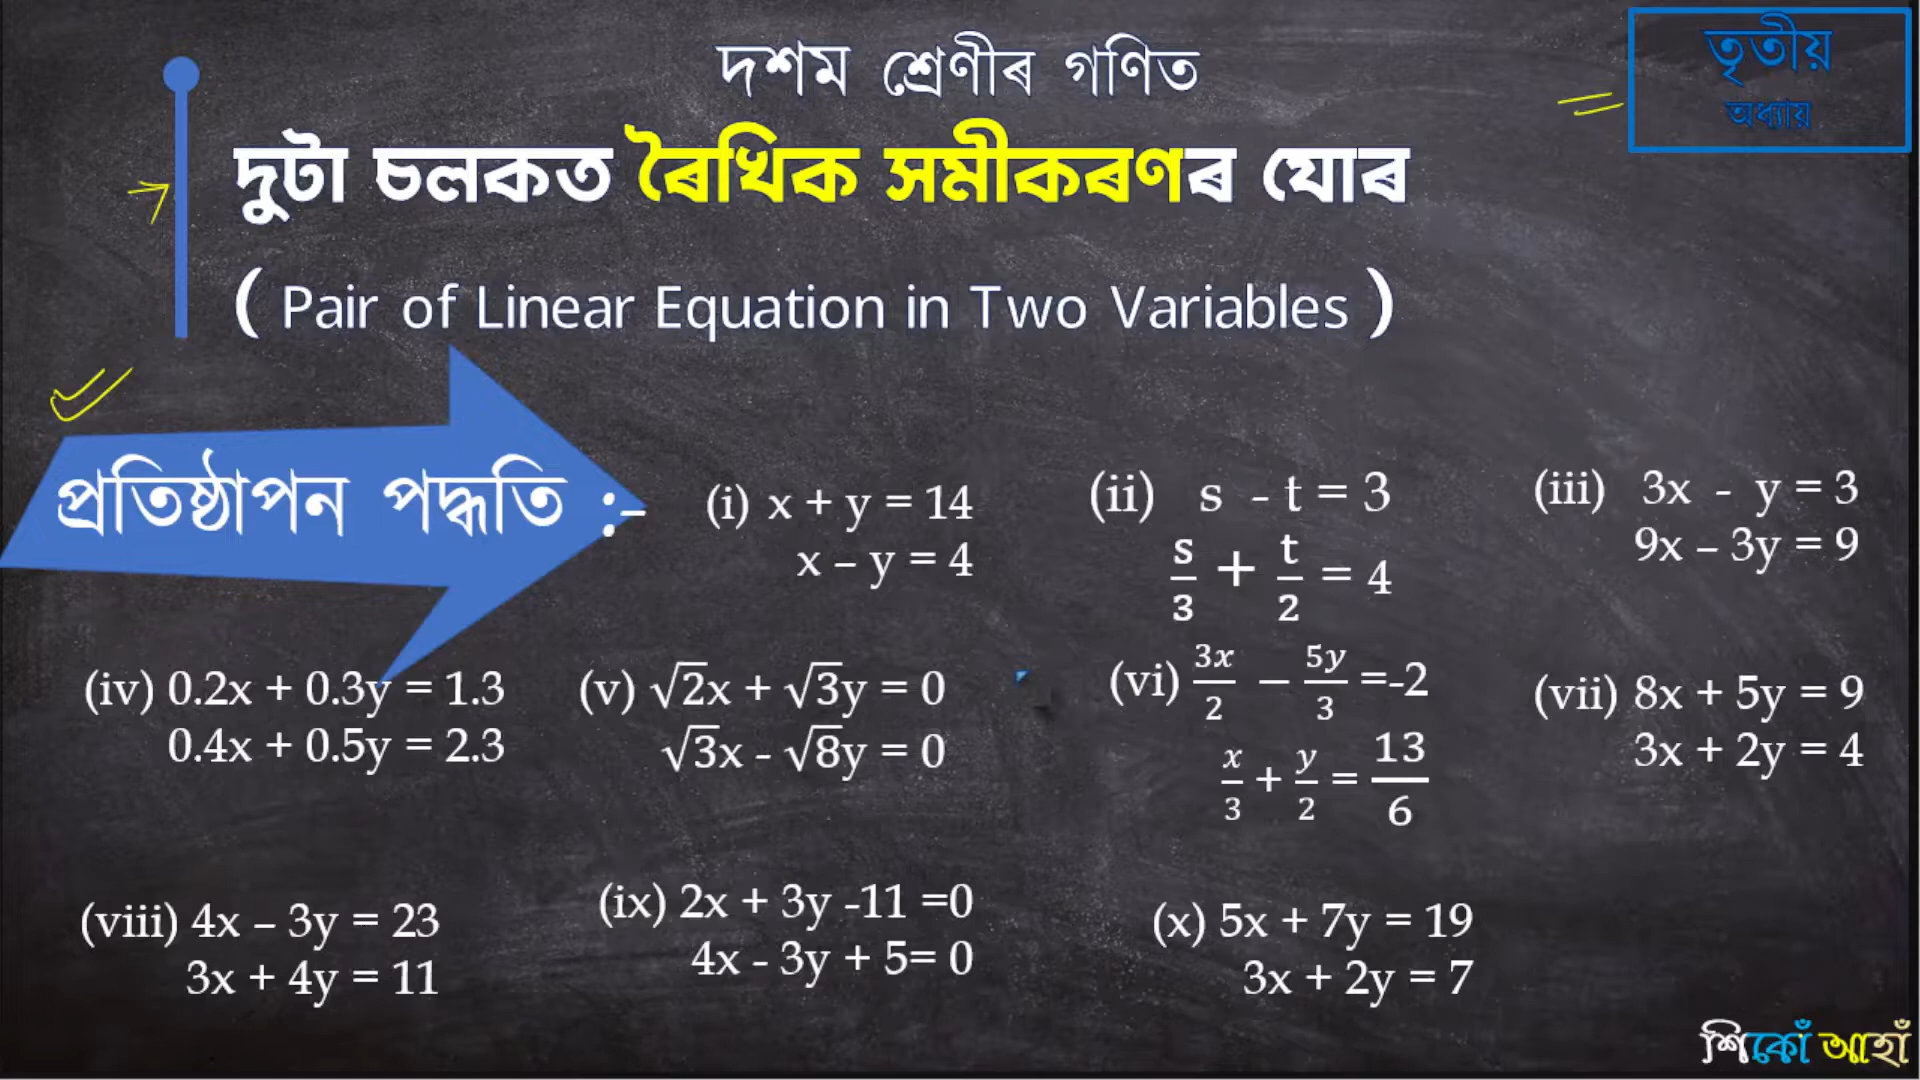 দশম শ্ৰেণীৰ গণিত
তৃতীয়
অধ্যায়
দুটা চলকত ৰৈখিক সমীকৰণৰ যোৰ
( Pair of Linear Equation in Two Variables )
প্ৰতিষ্ঠাপন পদ্ধতি :-
(i) x + y = 14
x – y = 4
(ii) s - t = 3
s/3 + t/2 = 4
(iii) 3x - y = 3
9x – 3y = 9
(iv) 0.2x + 0.3y = 1.3
0.4x + 0.5y = 2.3
(v) √2x + √3y = 0
√3x - √8y = 0
(vi) 3x/2 − 5y/3 =-2
x/3 + y/2 = 13/6
(vii) 8x + 5y = 9
3x + 2y = 4
(viii) 4x – 3y = 23
3x + 4y = 11
(ix) 2x + 3y -11 =0
4x - 3y + 5= 0
(x) 5x + 7y = 19
3x + 2y = 7
শিকোঁ আহাঁ